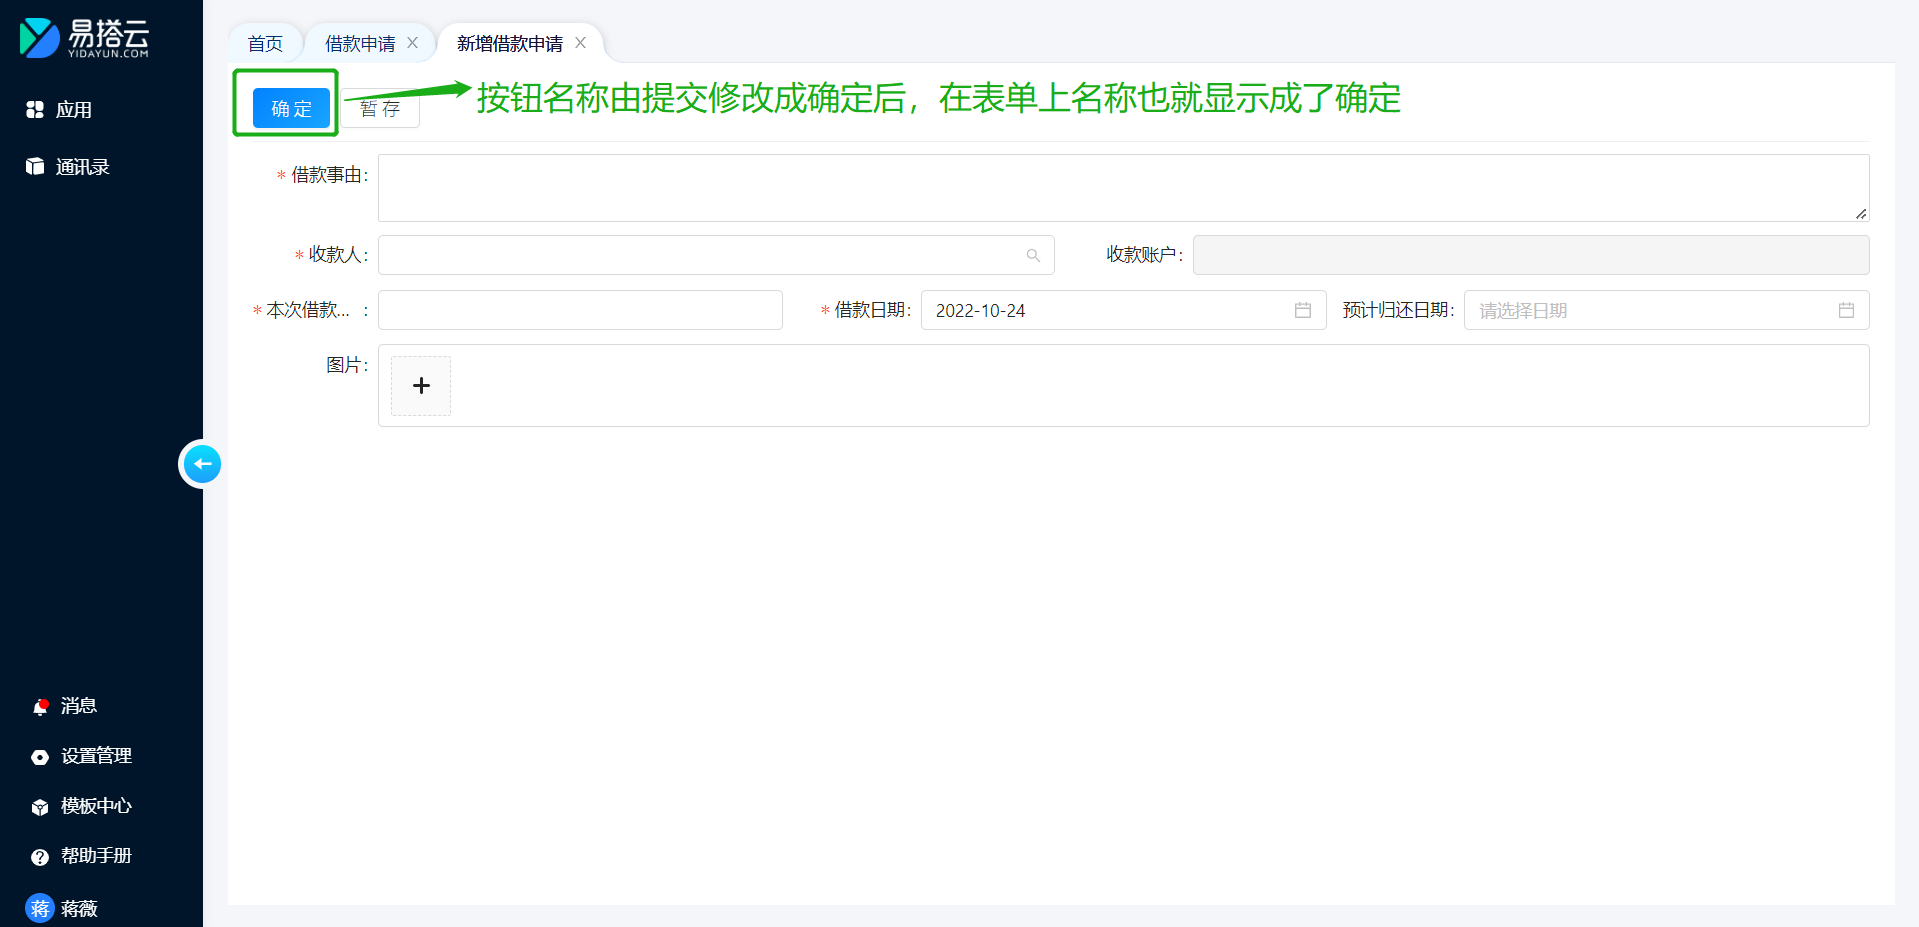 易搭云
YIDAYUN.COM
应用
通讯录
首页
借款申请
新增借款申请
确定
暂存
按钮名称由提交修改成确定后，在表单上名称也就显示成了确定
* 借款事由:
* 收款人:
收款账户:
* 本次借款... :
* 借款日期: 2022-10-24
预计归还日期: 请选择日期
图片:
消息
设置管理
模板中心
帮助手册
蒋 蒋薇